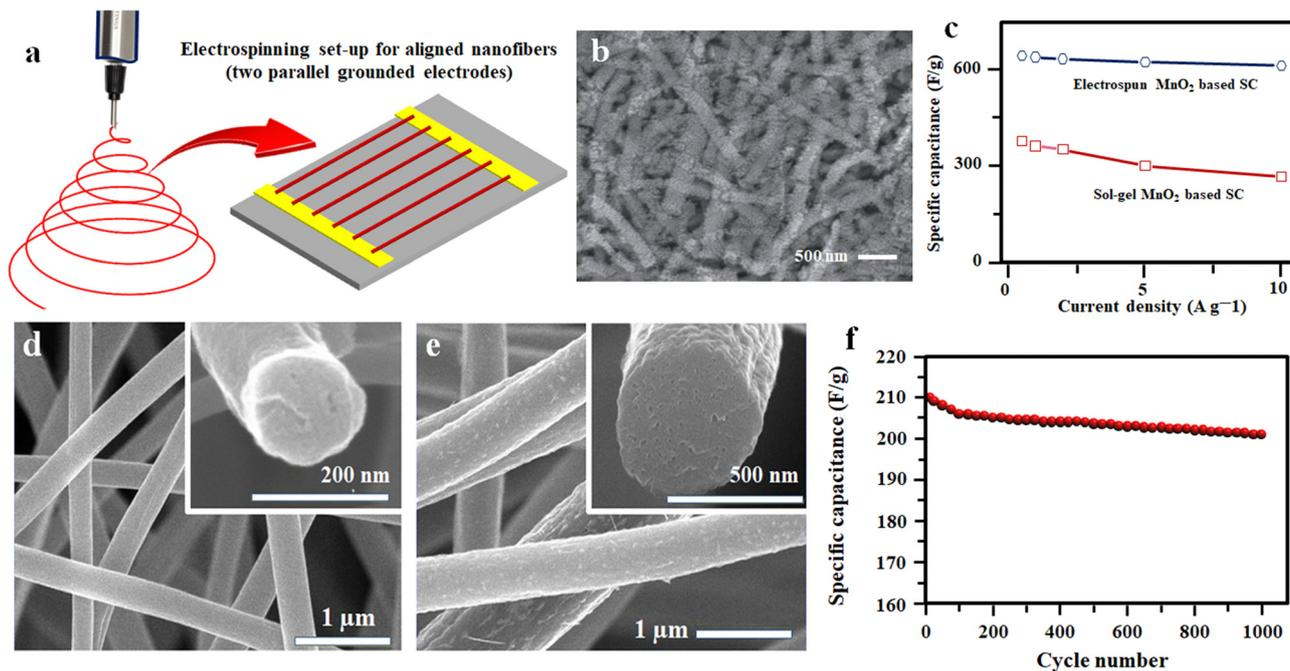 a
Electrospinning set-up for aligned nanofibers
(two parallel grounded electrodes)
b
500 nm
c
Specific capacitance (F/g)
600
300
0
Electrospun MnO₂ based SC
Sol-gel MnO₂ based SC
0 5 10
Current density (A g—1)
d
200 nm
1 µm
e
500 nm
1 µm
f
Specific capacitance (F/g)
220
210
200
190
180
170
160
0 200 400 600 800 1000
Cycle number